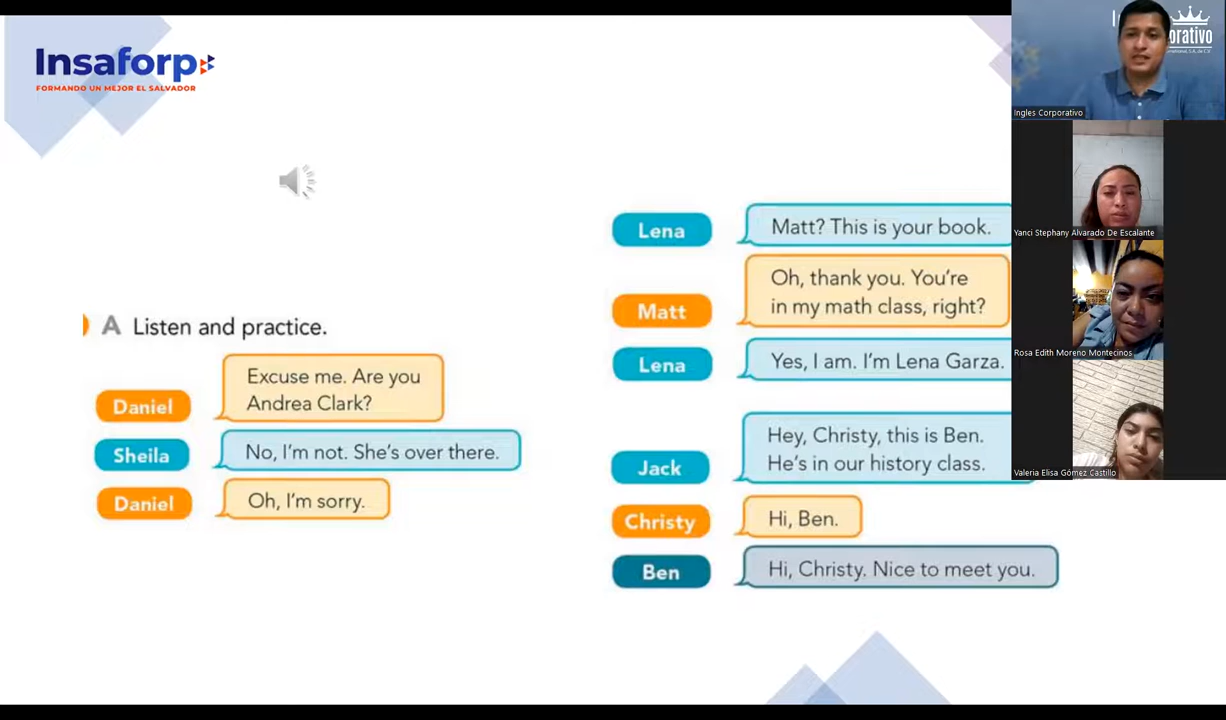 Insaforp
FORMANDO UN MEJOR EL SALVADOR
A Listen and practice.
Daniel
Excuse me. Are you
Andrea Clark?
Sheila
No, I'm not. She's over there.
Daniel
Oh, I'm sorry.
Lena
Matt? This is your book.
Matt
Oh, thank you. You're
in my math class, right?
Lena
Yes, I am. I'm Lena Garza.
Jack
Hey, Christy, this is Ben.
He's in our history class.
Christy
Hi, Ben.
Ben
Hi, Christy. Nice to meet you.
Ingles Corporativo
Yanci Stephany Alvarado De Escalante
Rosa Edith Moreno Montecinos
Valeria Elisa Gómez Castillo